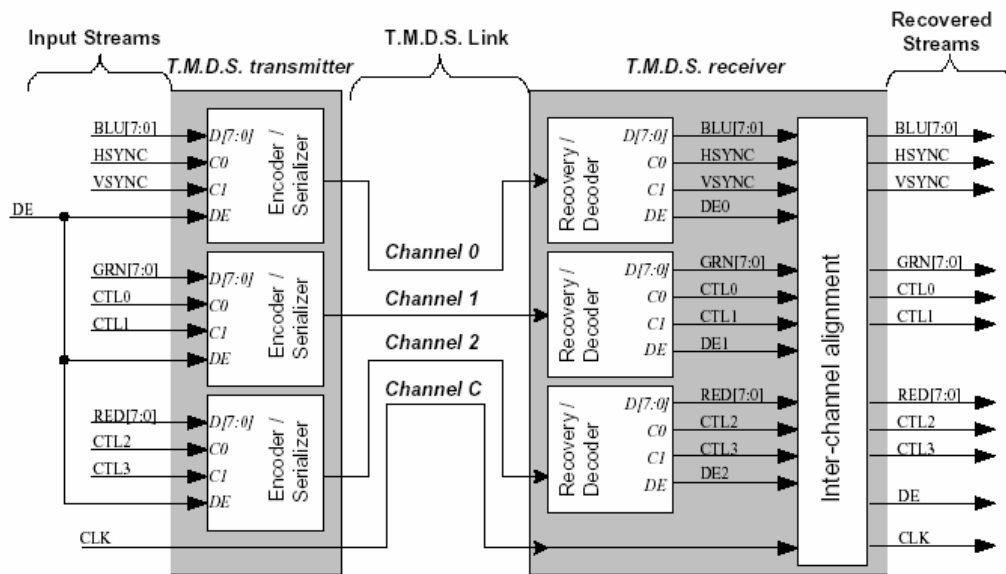 Input Streams
T.M.D.S. transmitter
T.M.D.S. Link
T.M.D.S. receiver
Recovered
Streams
DE
BLU[7:0]
HSYNC
VSYNC
D[7:0]
C0
C1
DE
Encoder /
Serializer
GRN[7:0]
CTL0
CTL1
D[7:0]
C0
C1
DE
Encoder /
Serializer
RED[7:0]
CTL2
CTL3
D[7:0]
C0
C1
DE
Encoder /
Serializer
CLK
Channel 0
Channel 1
Channel 2
Channel C
Recovery /
Decoder
D[7:0]
C0
C1
DE
BLU[7:0]
HSYNC
VSYNC
DE0
Recovery /
Decoder
D[7:0]
C0
C1
DE
GRN[7:0]
CTL0
CTL1
DE1
Recovery /
Decoder
D[7:0]
C0
C1
DE
RED[7:0]
CTL2
CTL3
DE2
Inter-channel alignment
BLU[7:0]
HSYNC
VSYNC
GRN[7:0]
CTL0
CTL1
RED[7:0]
CTL2
CTL3
DE
CLK